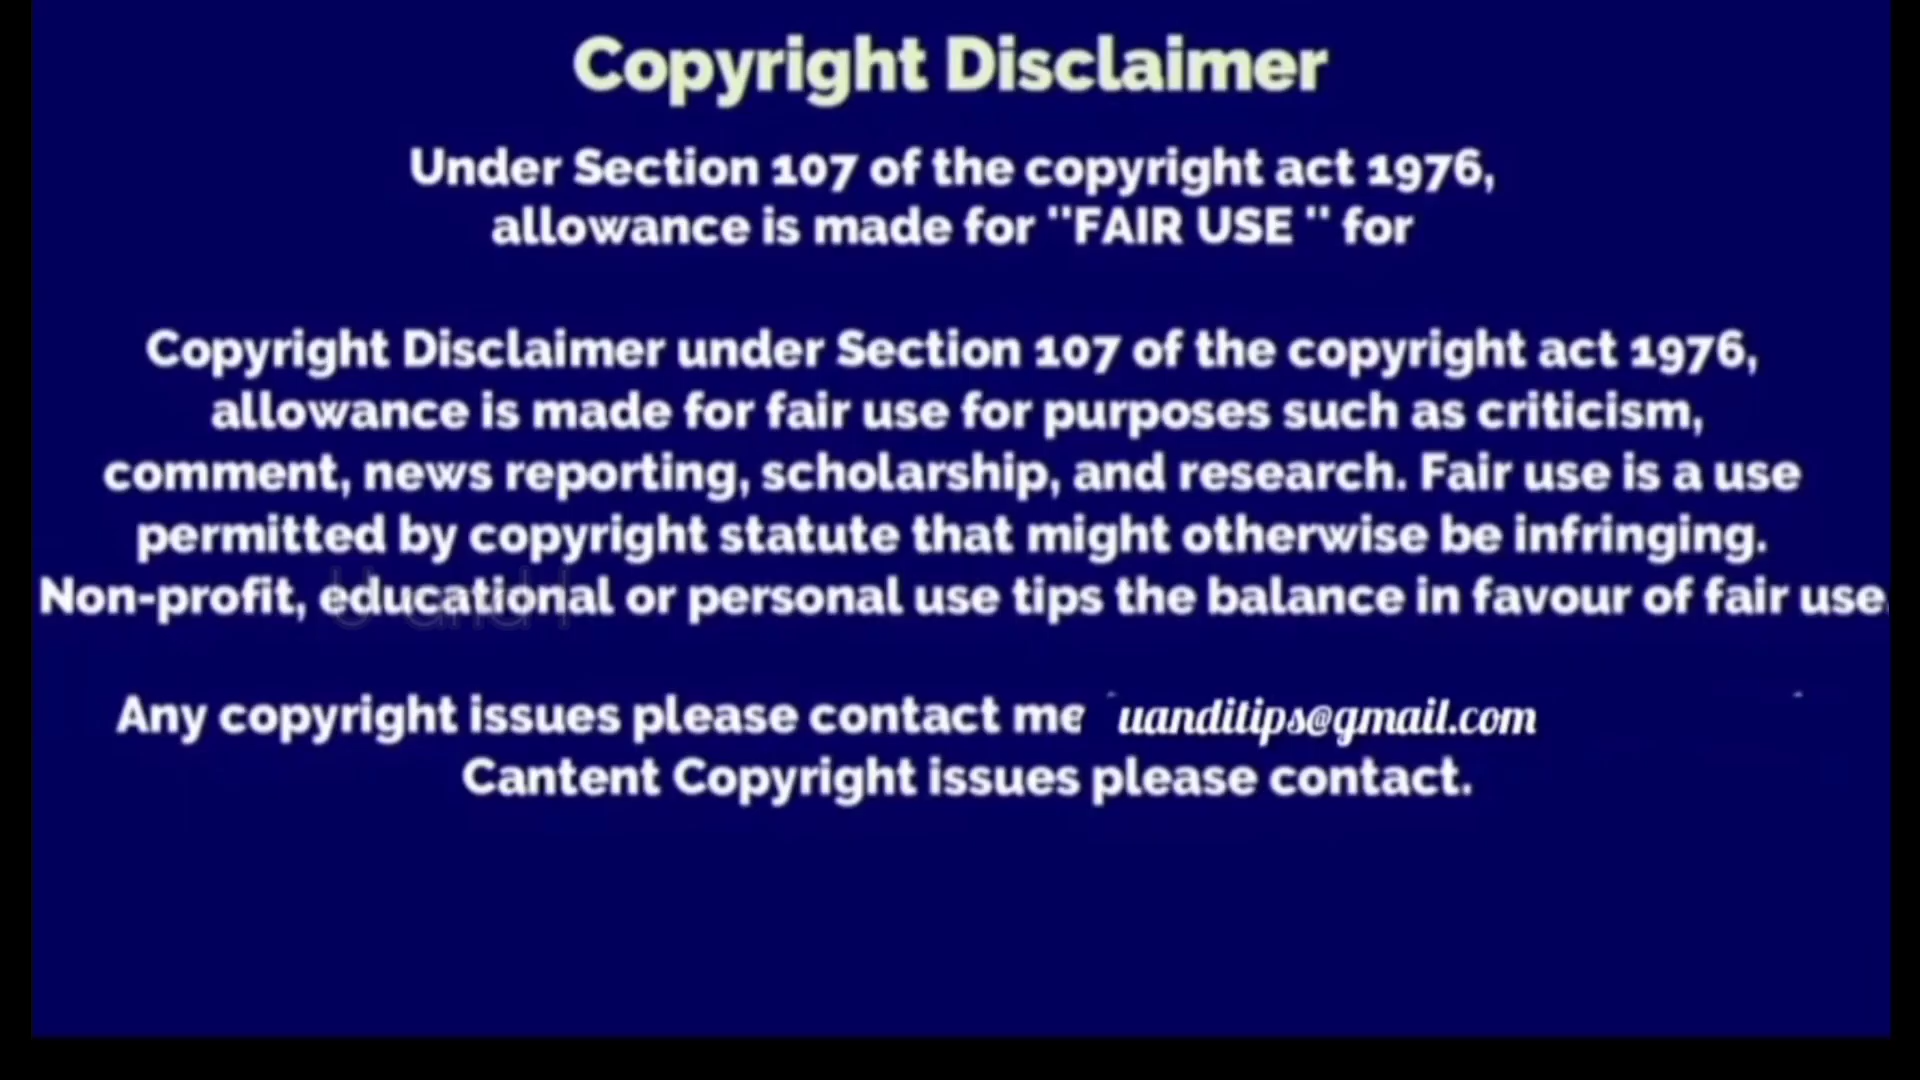 Copyright Disclaimer
Under Section 107 of the copyright act 1976,
allowance is made for "FAIR USE " for
Copyright Disclaimer under Section 107 of the copyright act 1976,
allowance is made for fair use for purposes such as criticism,
comment, news reporting, scholarship, and research. Fair use is a use
permitted by copyright statute that might otherwise be infringing.
Non-profit, educational or personal use tips the balance in favour of fair use.
U and I
Any copyright issues please contact me uanditips@gmail.com
Cantent Copyright issues please contact.